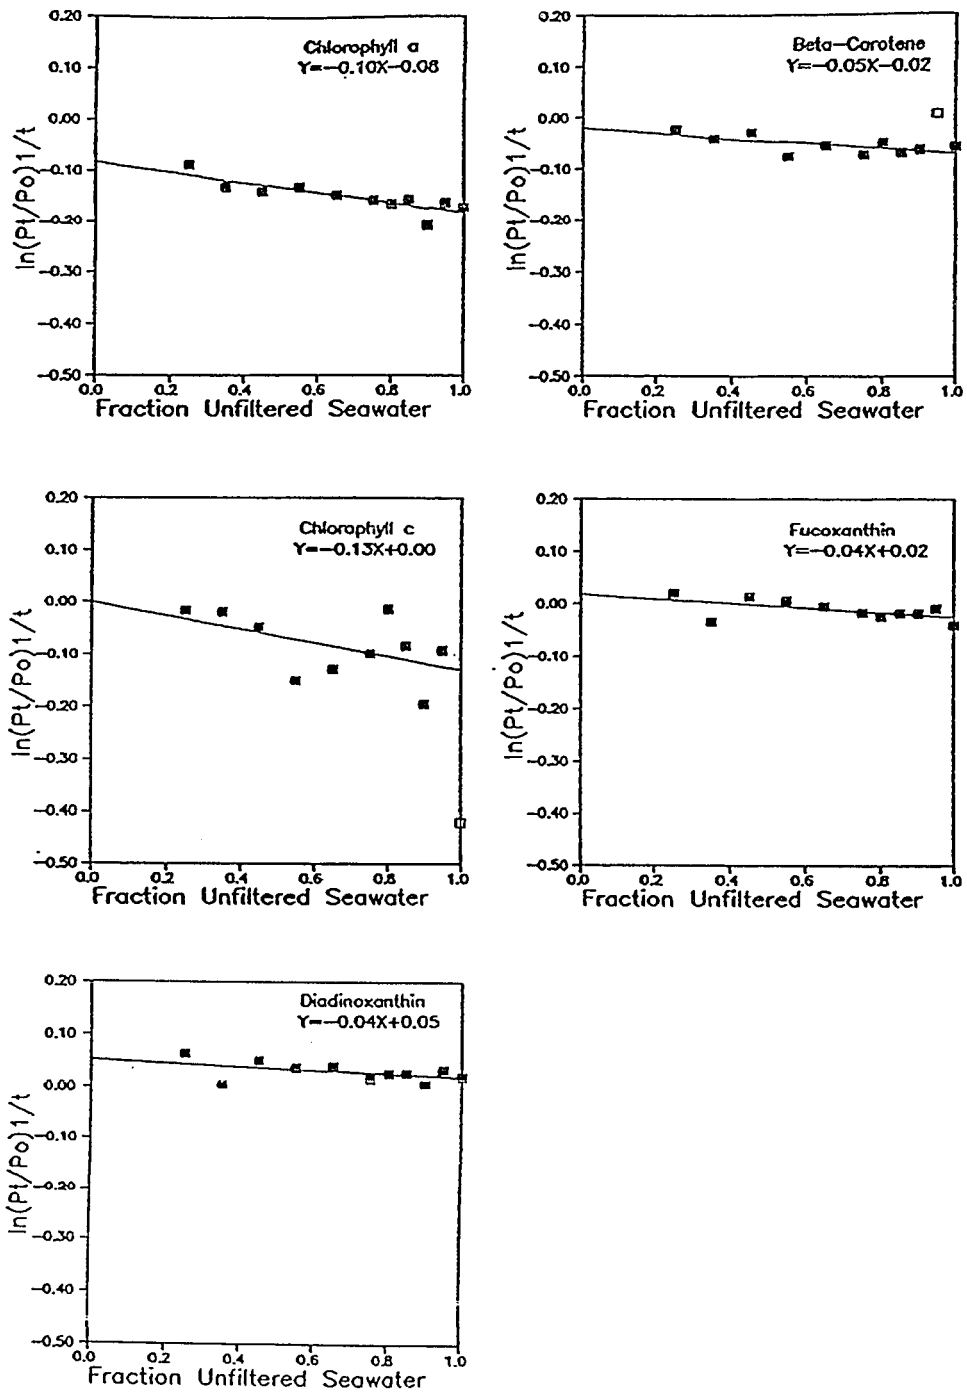 0.20
0.10
0.00
−0.10
−0.20
−0.30
−0.40
−0.50
ln(Pt/Po)1/t
Chlorophyll a
Y=−0.10X−0.08
0.0 0.2 0.4 0.6 0.8 1.0
Fraction Unfiltered Seawater
0.20
0.10
0.00
−0.10
−0.20
−0.30
−0.40
−0.50
ln(Pt/Po)1/t
Beta−Carotene
Y=−0.05X−0.02
0.0 0.2 0.4 0.6 0.8 1.0
Fraction Unfiltered Seawater
0.20
0.10
0.00
−0.10
−0.20
−0.30
−0.40
−0.50
ln(Pt/Po)1/t
Chlorophyll c
Y=−0.13X+0.00
0.0 0.2 0.4 0.6 0.8 1.0
Fraction Unfiltered Seawater
0.20
0.10
0.00
−0.10
−0.20
−0.30
−0.40
−0.50
ln(Pt/Po)1/t
Fucoxanthin
Y=−0.04X+0.02
0.0 0.2 0.4 0.6 0.8 1.0
Fraction Unfiltered Seawater
0.20
0.10
0.00
−0.10
−0.20
−0.30
−0.40
−0.50
ln(Pt/Po)1/t
Diadinoxanthin
Y=−0.04X+0.05
0.0 0.2 0.4 0.6 0.8 1.0
Fraction Unfiltered Seawater